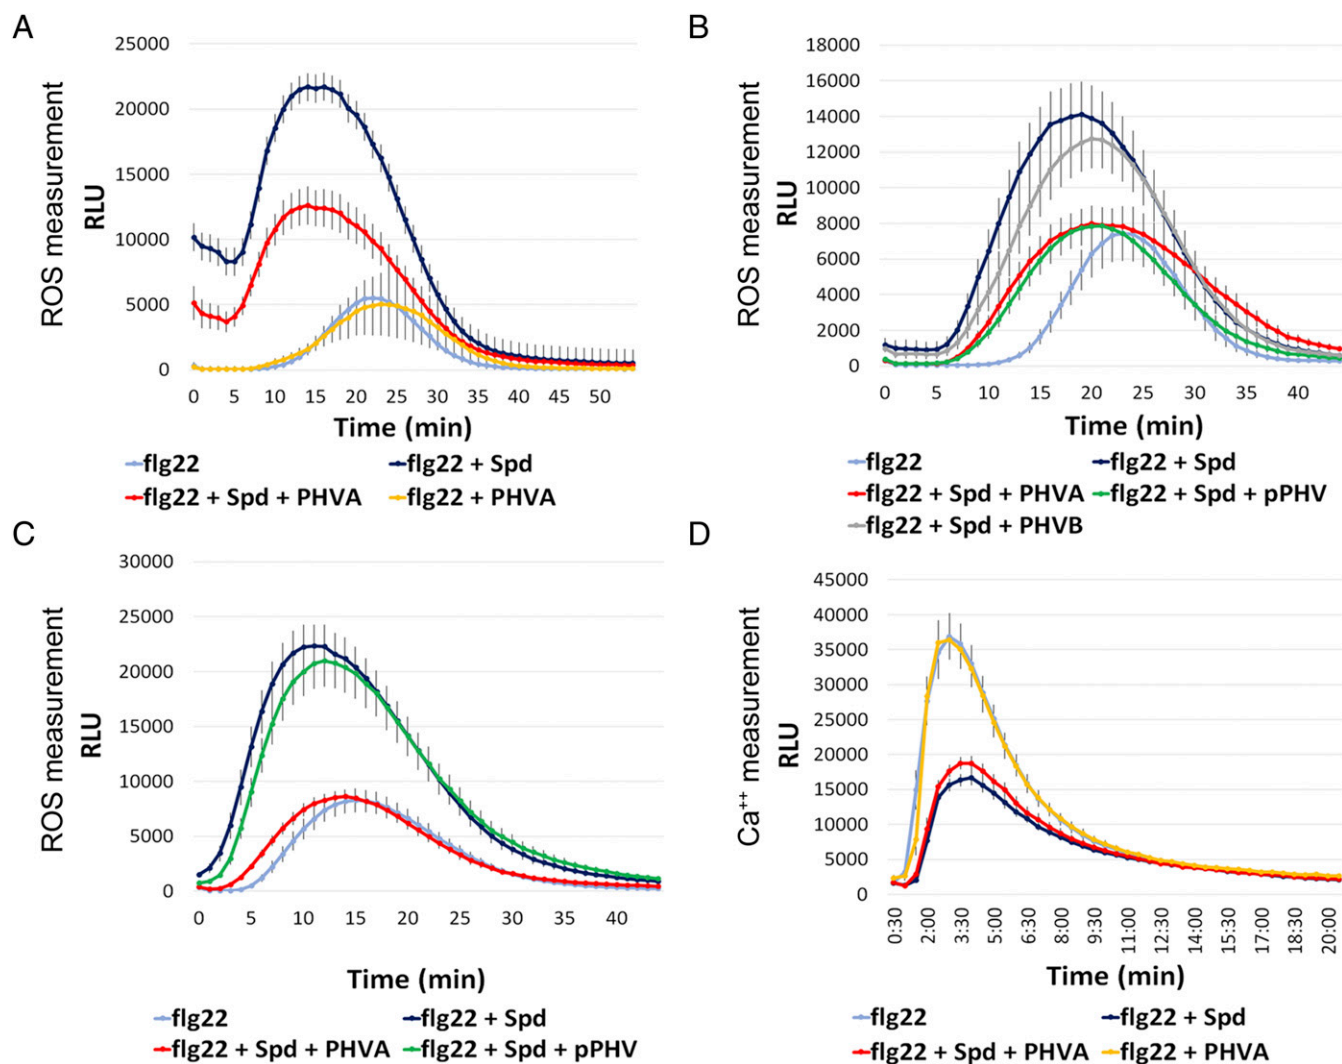 A
ROS measurement
RLU
25000
20000
15000
10000
5000
0
0 5 10 15 20 25 30 35 40 45 50
Time (min)
flg22 flg22 + Spd
flg22 + Spd + PHVA flg22 + PHVA
B
ROS measurement
RLU
18000
16000
14000
12000
10000
8000
6000
4000
2000
0
0 5 10 15 20 25 30 35 40
Time (min)
flg22 flg22 + Spd
flg22 + Spd + PHVA flg22 + Spd + pPHV
flg22 + Spd + PHVB
C
ROS measurement
RLU
30000
25000
20000
15000
10000
5000
0
0 5 10 15 20 25 30 35 40
Time (min)
flg22 flg22 + Spd
flg22 + Spd + PHVA flg22 + Spd + pPHV
D
Ca++ measurement
RLU
45000
40000
35000
30000
25000
20000
15000
10000
5000
0
0:30 2:00 3:30 5:00 6:30 8:00 9:30 11:00 12:30 14:00 15:30 17:00 18:30 20:00
Time (min)
flg22 flg22 + Spd
flg22 + Spd + PHVA flg22 + PHVA